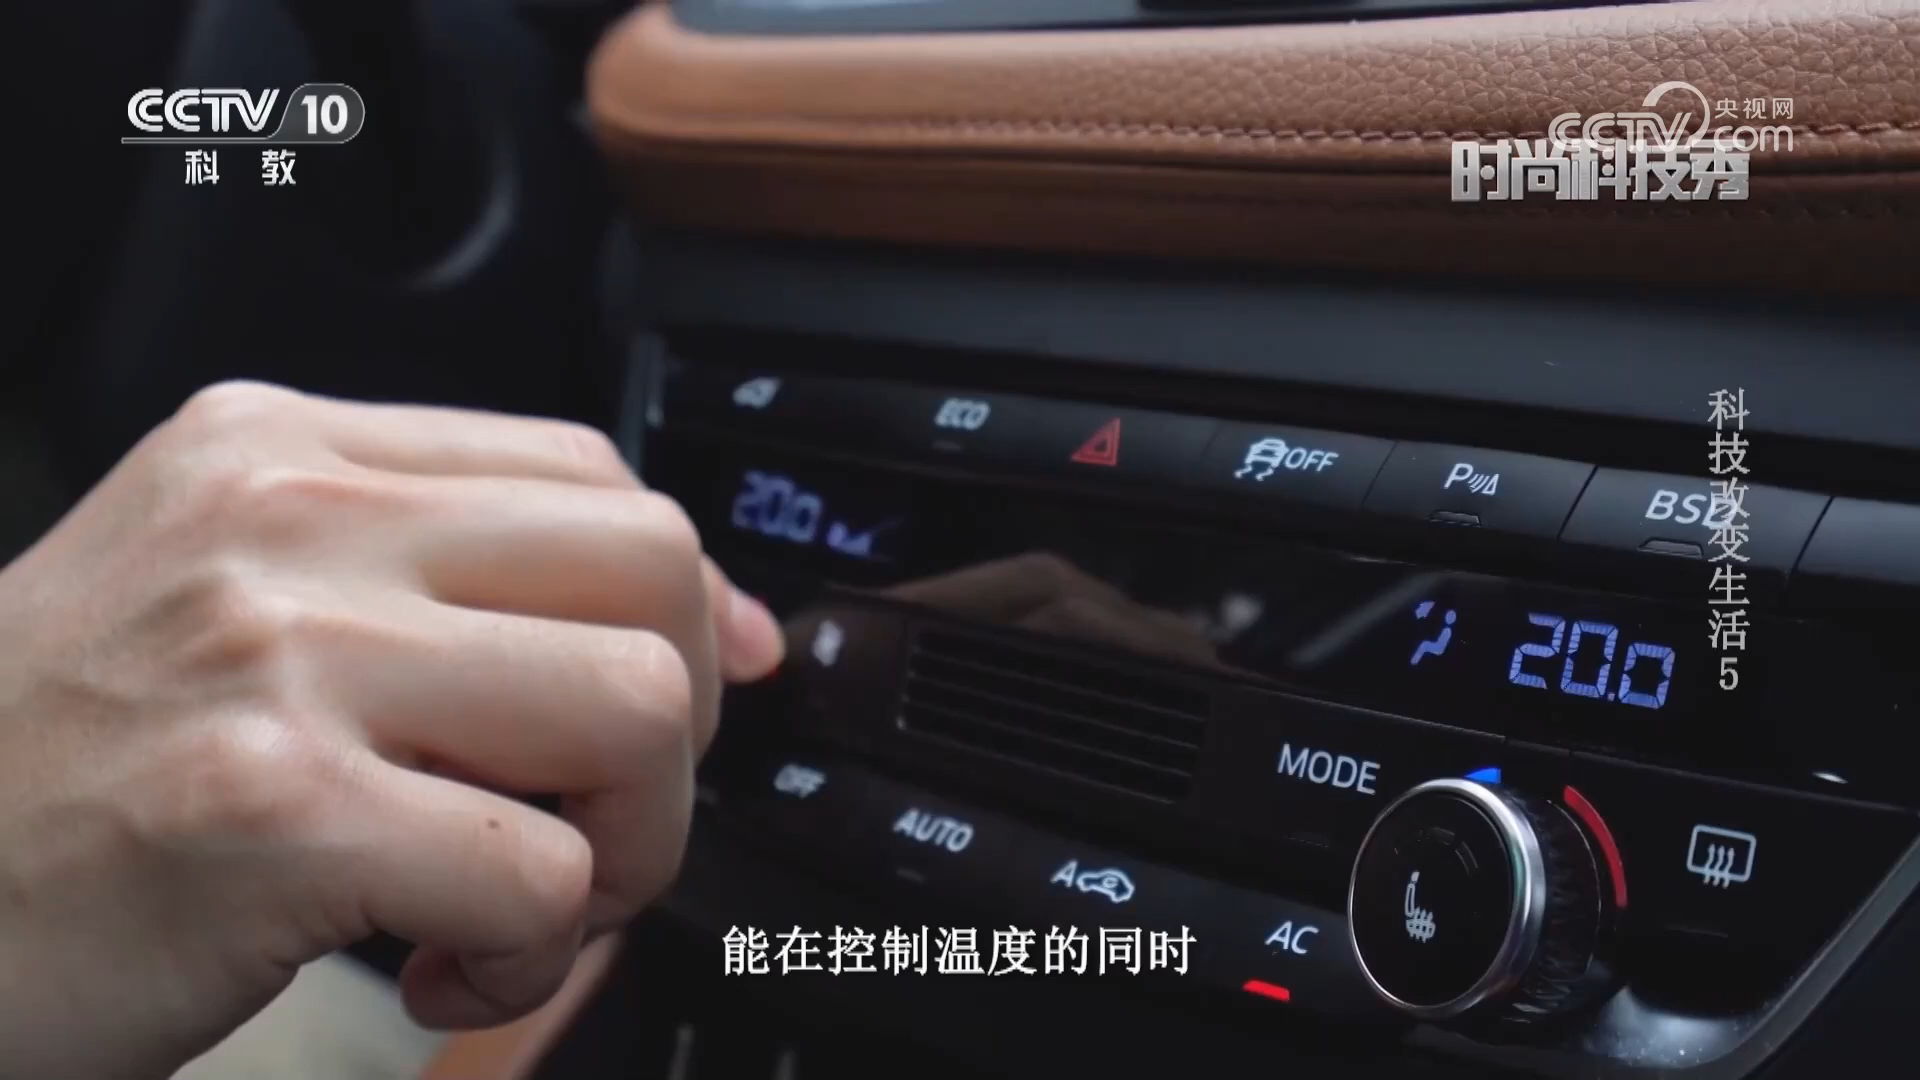 CCTV 10
科教
央视网
CCTV.com
时尚科技秀
科技改变生活5
ECO
OFF
P
BSD
20.0
20.0
MODE
OFF
AUTO
A
AC
能在控制温度的同时